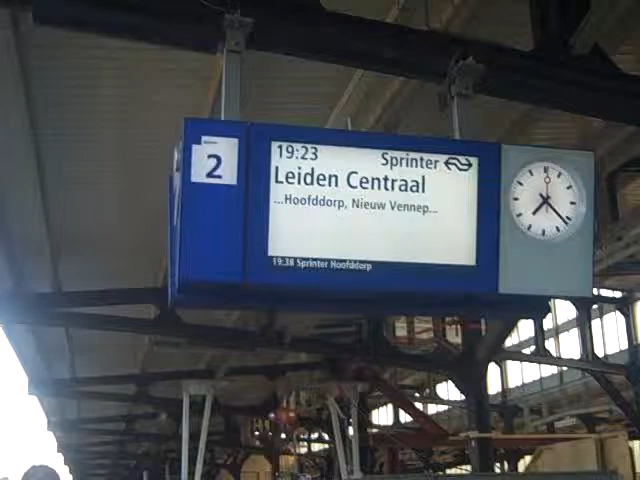 2
19:23
Sprinter
Leiden Centraal
...Hoofddorp, Nieuw Vennep...
19:38 Sprinter Hoofddorp